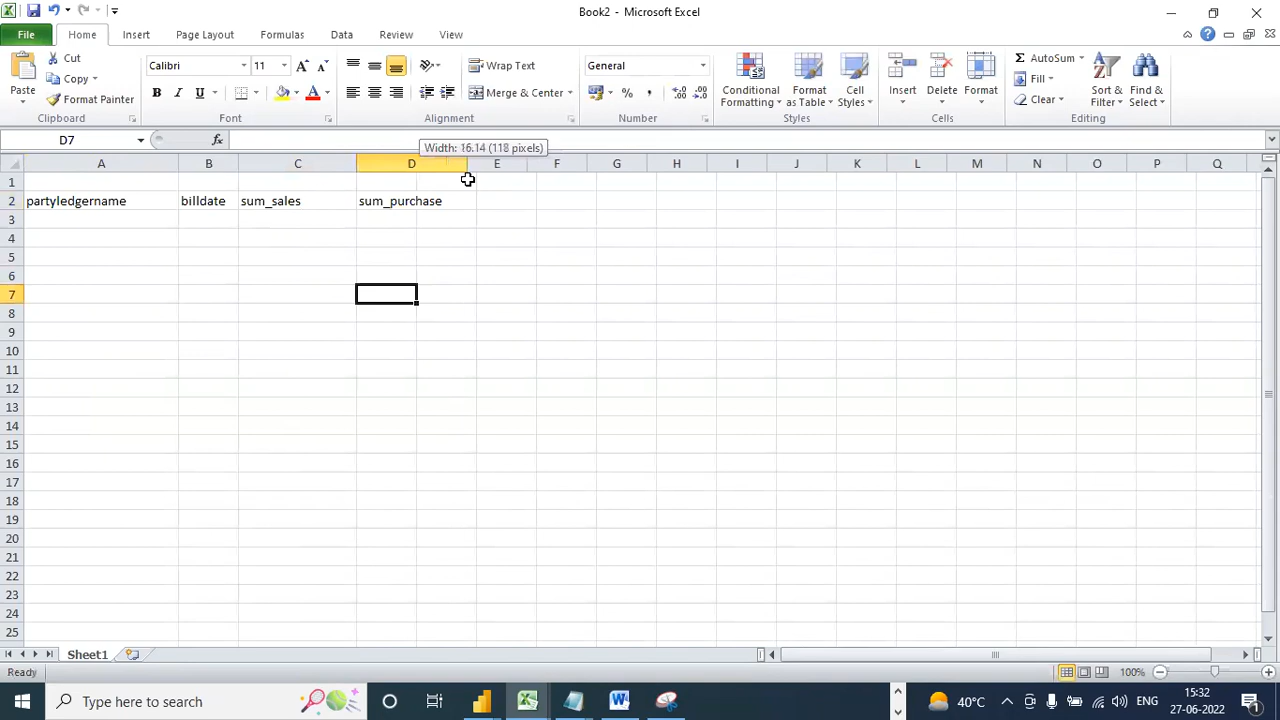 Book2 - Microsoft Excel
File Home Insert Page Layout Formulas Data Review View
Cut
Copy
Format Painter
Paste
Clipboard
Calibri 11
B I U
A A
Font
Wrap Text
Merge & Center
Alignment
General
% ,
Number
Conditional Formatting
Format as Table
Cell Styles
Styles
Insert Delete Format
Cells
Σ AutoSum
Fill
Clear
Sort & Filter
Find & Select
Editing
D7 fx
Width: 16.14 (118 pixels)
A B C D E F G H I J K L M N O P Q
1
2 partyledgername billdate sum_sales sum_purchase
3
4
5
6
7
8
9
10
11
12
13
14
15
16
17
18
19
20
21
22
23
24
25
Sheet1
Ready 100%
Type here to search
40°C ENG 15:32
27-06-2022